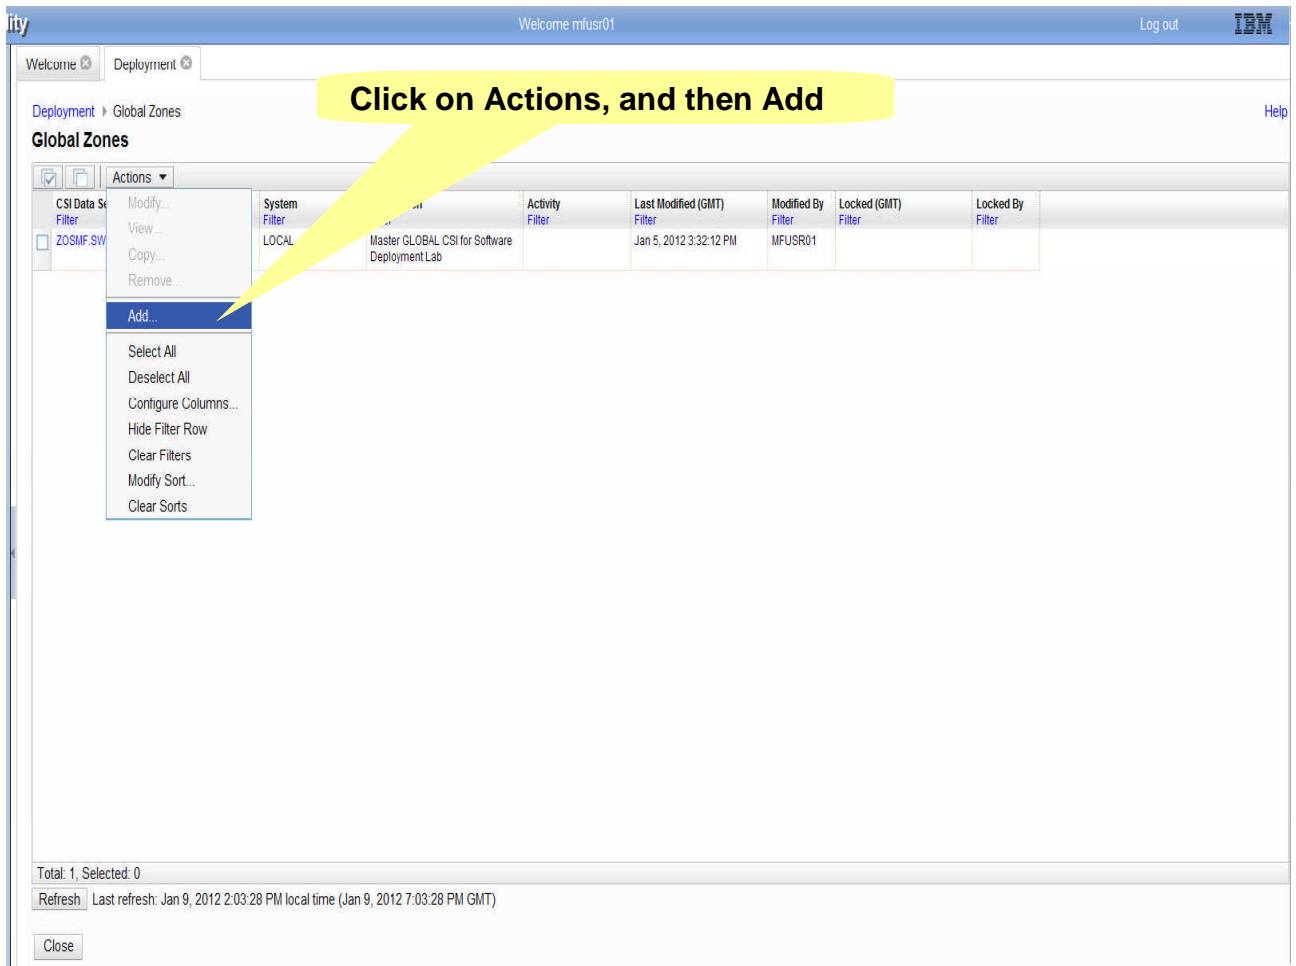 lity Welcome mfusr01 Log out IBM
Welcome Deployment
Click on Actions, and then Add
Deployment Global Zones Help
Global Zones
Actions
CSI Data System Activity Last Modified (GMT) Modified By Locked (GMT) Locked By
Filter Filter Filter Filter Filter Filter Filter
ZOSMF.SW LOCAL Master GLOBAL CSI for Software Jan 5, 2012 3:32:12 PM MFUSR01
Deployment Lab
Modify...
View...
Copy...
Remove...
Add...
Select All
Deselect All
Configure Columns...
Hide Filter Row
Clear Filters
Modify Sort...
Clear Sorts
Total: 1, Selected: 0
Refresh Last refresh: Jan 9, 2012 2:03:28 PM local time (Jan 9, 2012 7:03:28 PM GMT)
Close